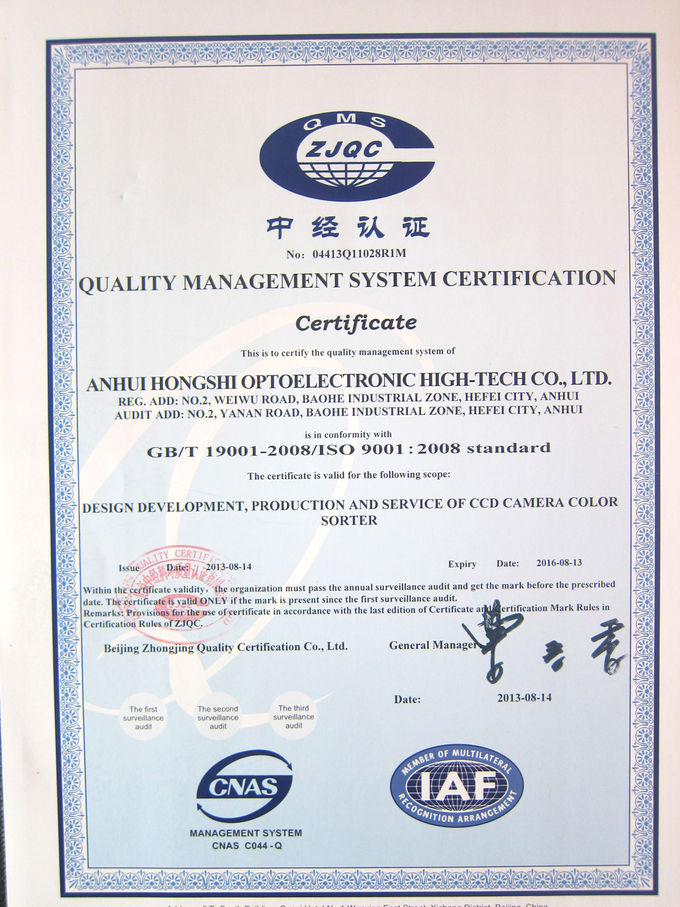 QMS
ZJQC
中经认证
No: 04413Q11028R1M
QUALITY MANAGEMENT SYSTEM CERTIFICATION
Certificate
This is to certify the quality management system of
ANHUI HONGSHI OPTOELECTRONIC HIGH-TECH CO., LTD.
REG. ADD: NO.2, WEIWU ROAD, BAOHE INDUSTRIAL ZONE, HEFEI CITY, ANHUI
AUDIT ADD: NO.2, YANAN ROAD, BAOHE INDUSTRIAL ZONE, HEFEI CITY, ANHUI
is in conformity with
GB/T 19001-2008/ISO 9001:2008 standard
The certificate is valid for the following scope:
DESIGN DEVELOPMENT, PRODUCTION AND SERVICE OF CCD CAMERA COLOR
SORTER
QUALITY CERTIFIC
Issue Date: 2013-08-14 Expiry Date: 2016-08-13
Within the certificate validity, the organization must pass the annual surveillance audit and get the mark before the prescribed
date. The certificate is valid ONLY if the mark is present since the first surveillance audit.
Remarks: Provisions for the use of certificate in accordance with the last edition of Certificate and Certification Mark Rules in
Certification Rules of ZJQC.
Beijing Zhongjing Quality Certification Co., Ltd. General Manager
Date: 2013-08-14
The first
surveillance
audit
The second
surveillance
audit
The third
surveillance
audit
CNAS
MANAGEMENT SYSTEM
CNAS C044-Q
MEMBER OF MULTILATERAL
IAF
RECOGNITION ARRANGEMENT